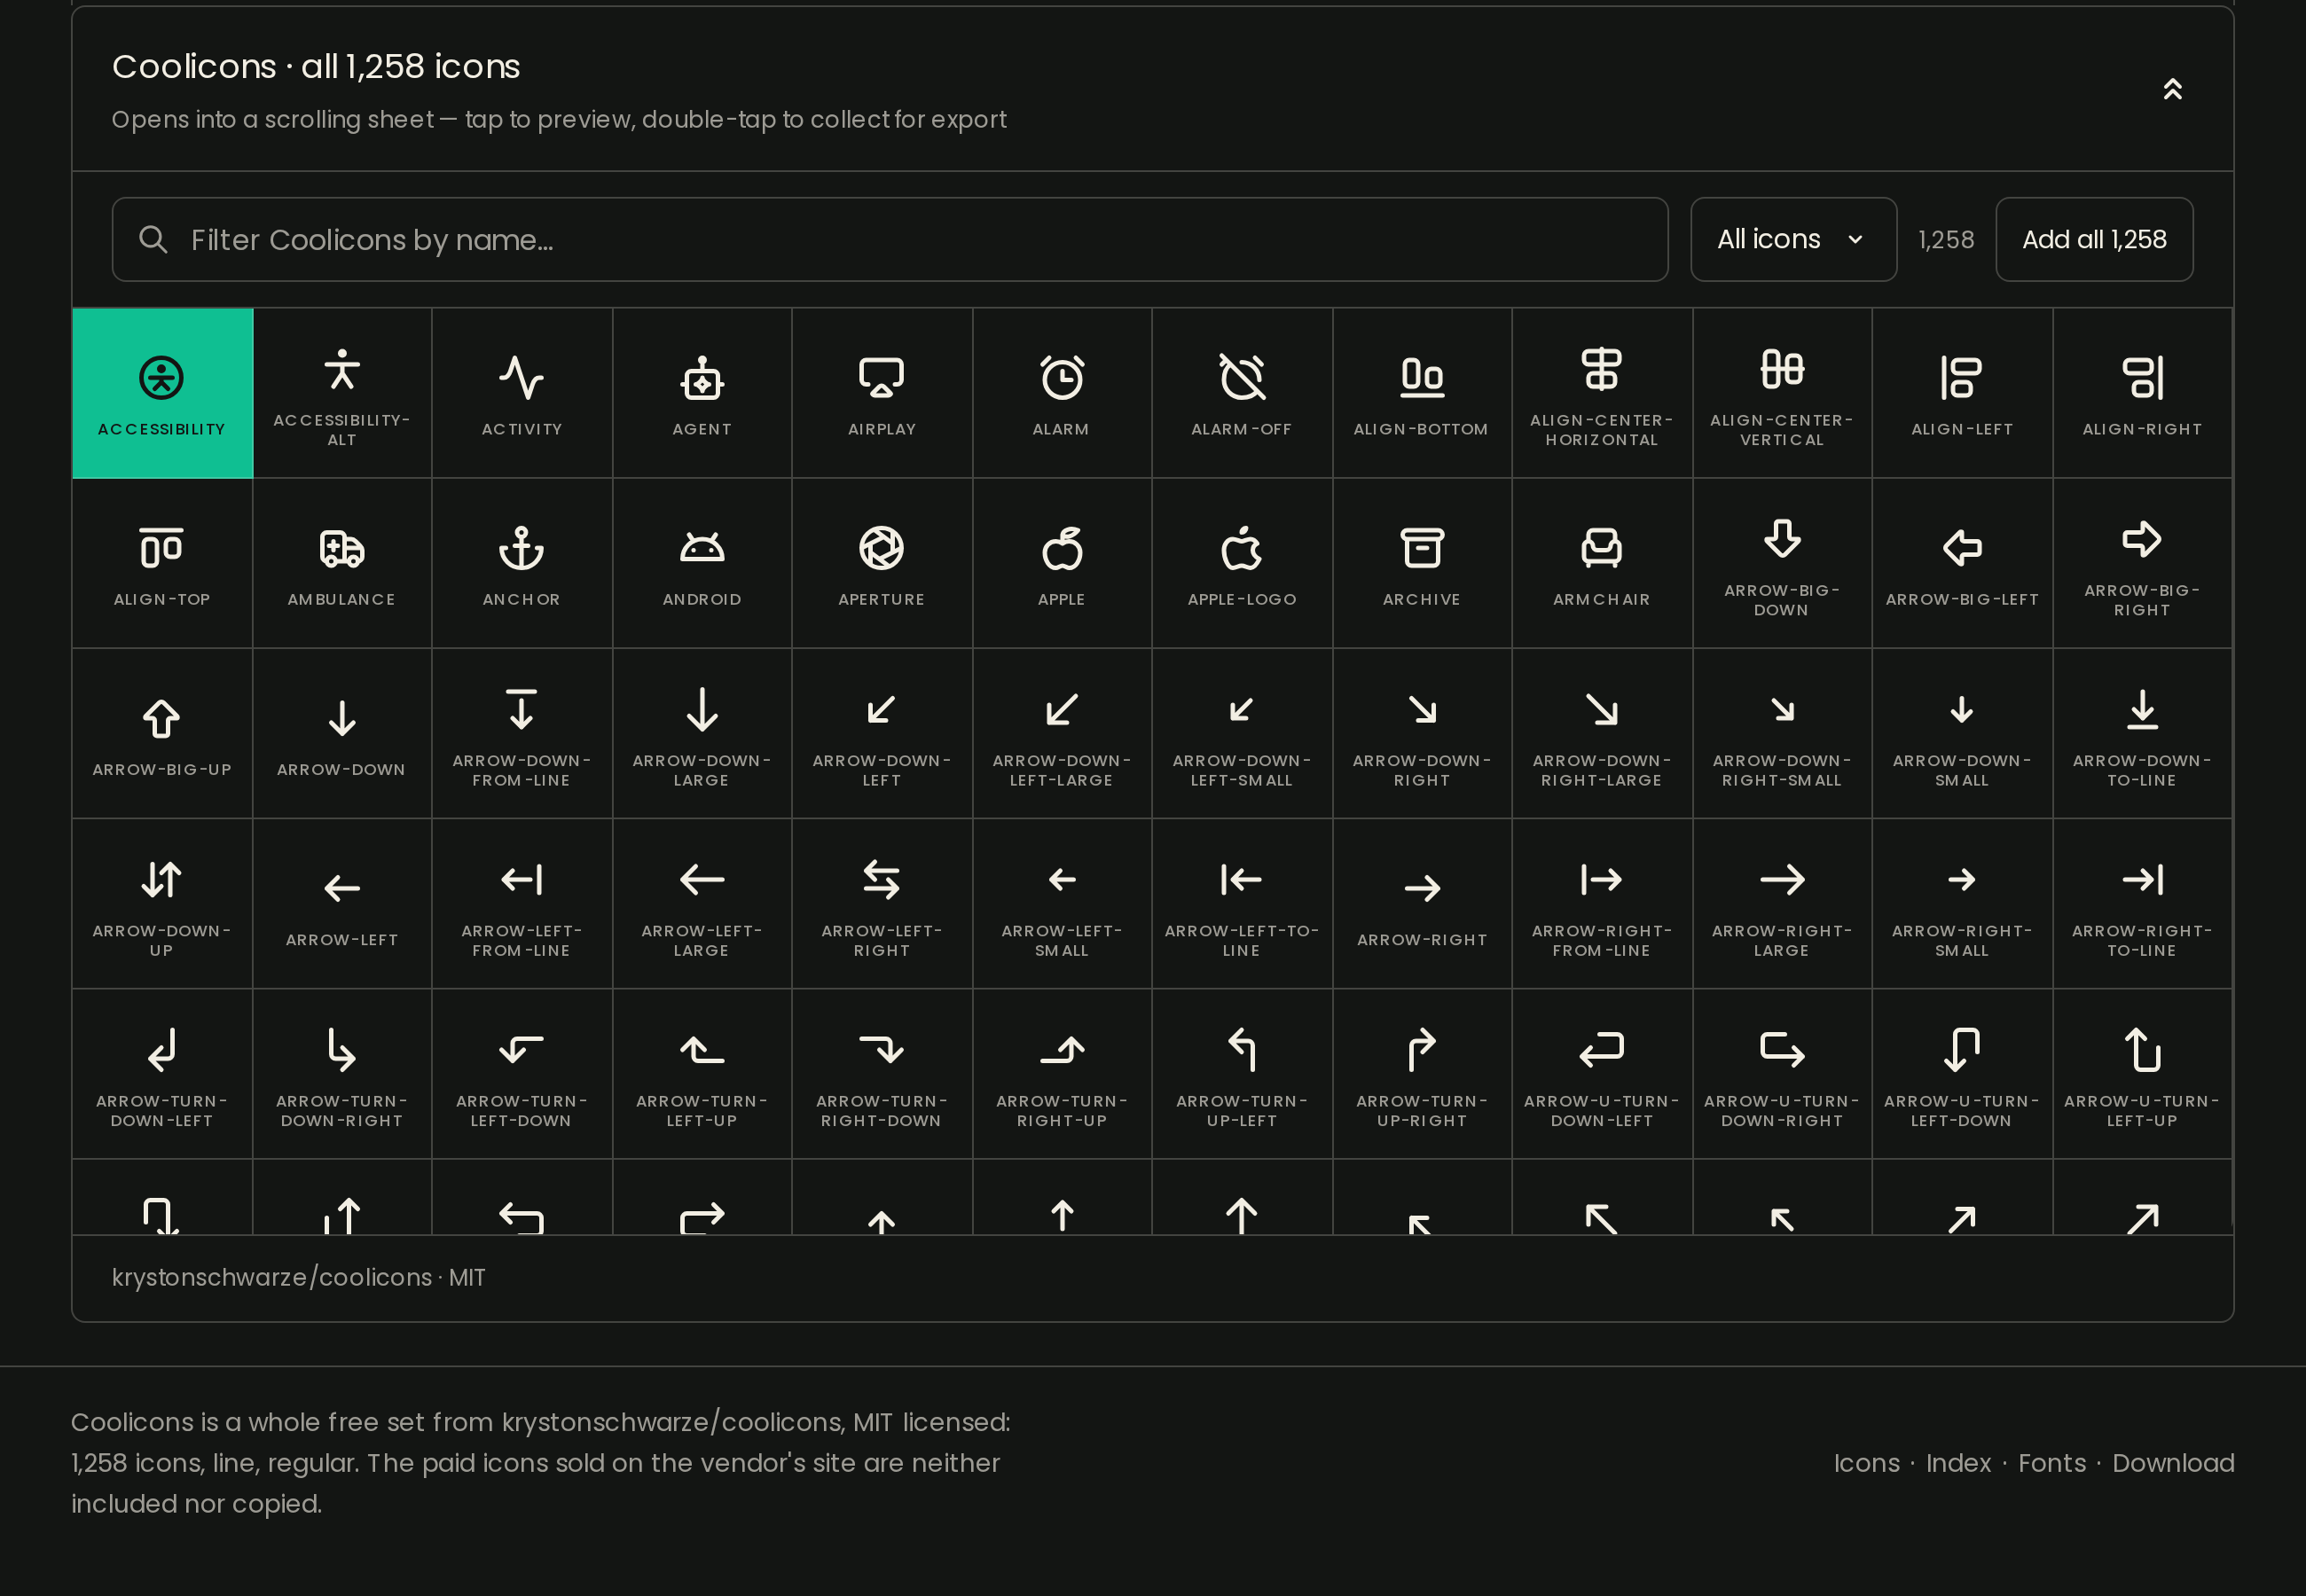 Coolicons · all 1,258 icons
Opens into a scrolling sheet — tap to preview, double-tap to collect for export
Filter Coolicons by name...
All icons
1,258
Add all 1,258
ACCESSIBILITY
ACCESSIBILITY-
ALT
ACTIVITY
AGENT
AIRPLAY
ALARM
ALARM-OFF
ALIGN-BOTTOM
ALIGN-CENTER-
HORIZONTAL
ALIGN-CENTER-
VERTICAL
ALIGN-LEFT
ALIGN-RIGHT
ALIGN-TOP
AMBULANCE
ANCHOR
ANDROID
APERTURE
APPLE
APPLE-LOGO
ARCHIVE
ARMCHAIR
ARROW-BIG-
DOWN
ARROW-BIG-LEFT
ARROW-BIG-
RIGHT
ARROW-BIG-UP
ARROW-DOWN
ARROW-DOWN-
FROM-LINE
ARROW-DOWN-
LARGE
ARROW-DOWN-
LEFT
ARROW-DOWN-
LEFT-LARGE
ARROW-DOWN-
LEFT-SMALL
ARROW-DOWN-
RIGHT
ARROW-DOWN-
RIGHT-LARGE
ARROW-DOWN-
RIGHT-SMALL
ARROW-DOWN-
SMALL
ARROW-DOWN-
TO-LINE
ARROW-DOWN-
UP
ARROW-LEFT
ARROW-LEFT-
FROM-LINE
ARROW-LEFT-
LARGE
ARROW-LEFT-
RIGHT
ARROW-LEFT-
SMALL
ARROW-LEFT-TO-
LINE
ARROW-RIGHT
ARROW-RIGHT-
FROM-LINE
ARROW-RIGHT-
LARGE
ARROW-RIGHT-
SMALL
ARROW-RIGHT-
TO-LINE
ARROW-TURN-
DOWN-LEFT
ARROW-TURN-
DOWN-RIGHT
ARROW-TURN-
LEFT-DOWN
ARROW-TURN-
LEFT-UP
ARROW-TURN-
RIGHT-DOWN
ARROW-TURN-
RIGHT-UP
ARROW-TURN-
UP-LEFT
ARROW-TURN-
UP-RIGHT
ARROW-U-TURN-
DOWN-LEFT
ARROW-U-TURN-
DOWN-RIGHT
ARROW-U-TURN-
LEFT-DOWN
ARROW-U-TURN-
LEFT-UP
krystonschwarze/coolicons · MIT
Coolicons is a whole free set from krystonschwarze/coolicons, MIT licensed:
1,258 icons, line, regular. The paid icons sold on the vendor's site are neither
included nor copied.
Icons · Index · Fonts · Download